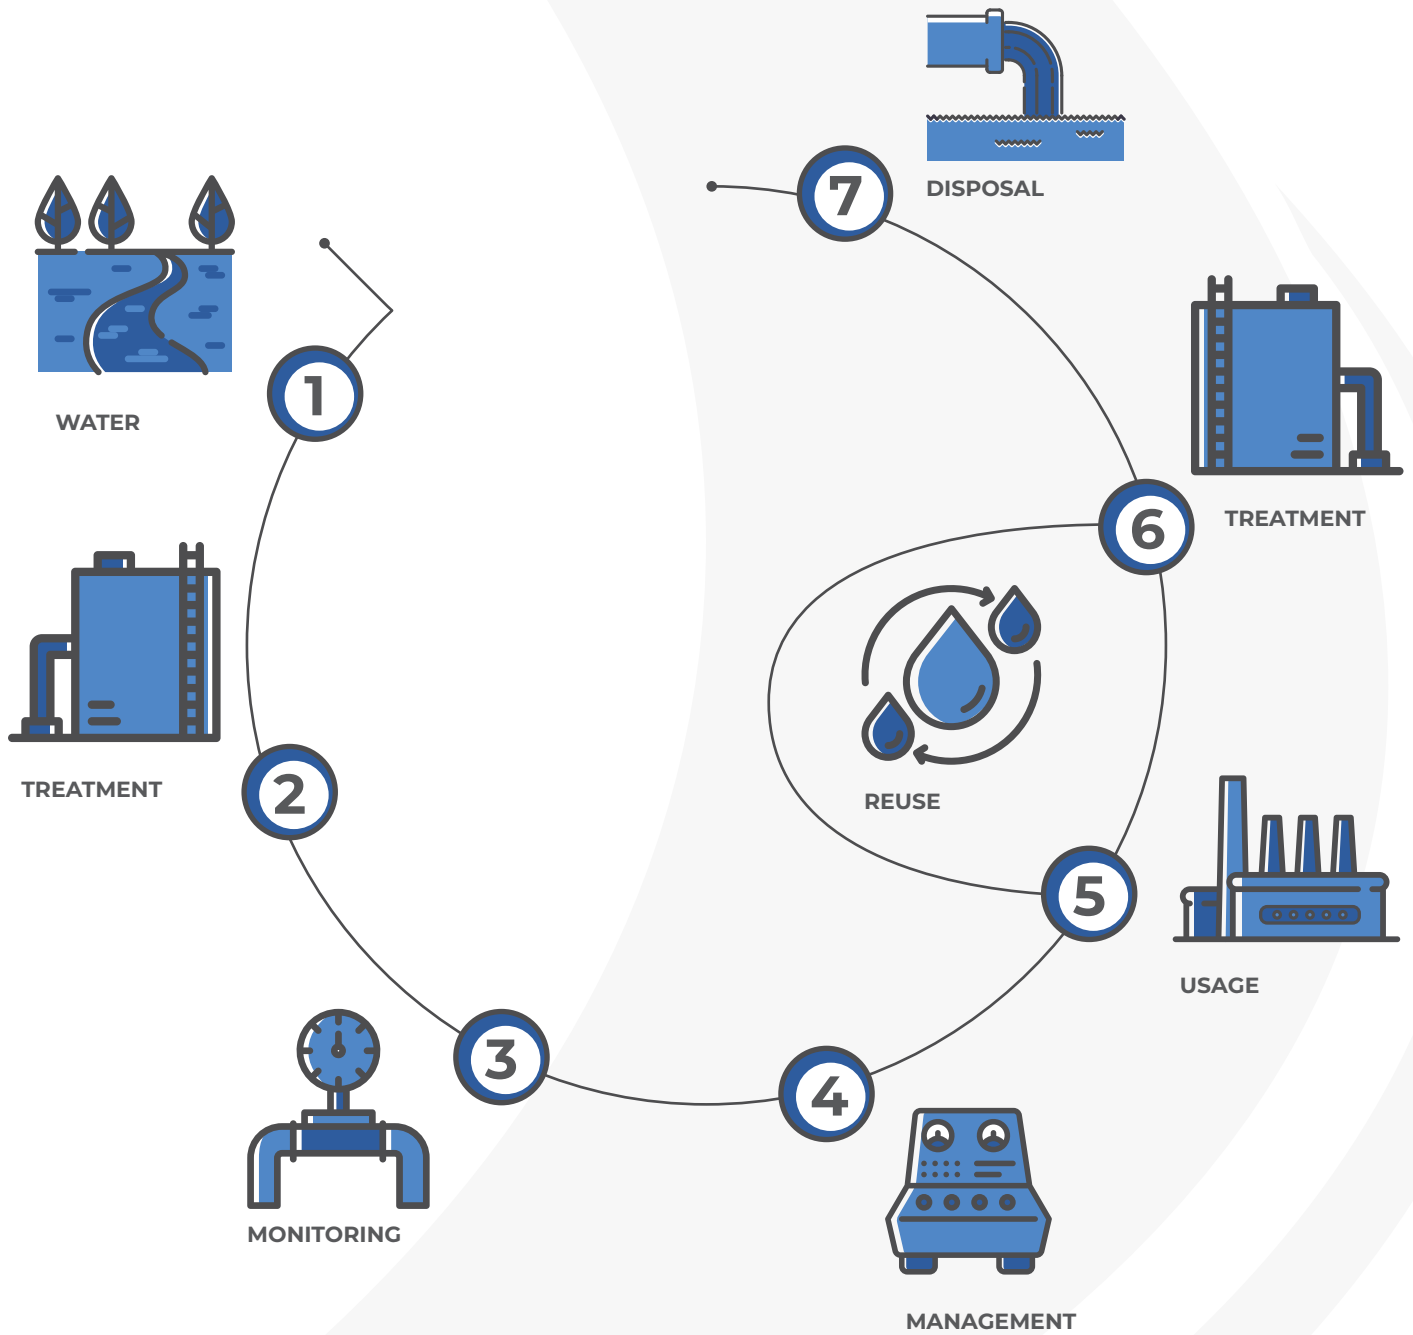 1
WATER
2
TREATMENT
3
MONITORING
4
MANAGEMENT
5
USAGE
6
TREATMENT
REUSE
7
DISPOSAL